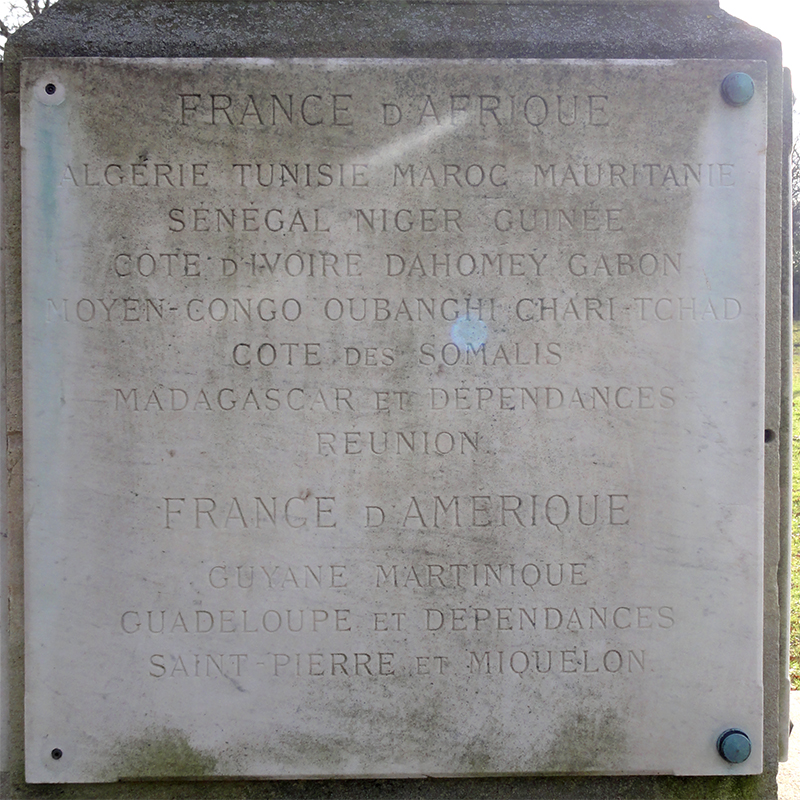 FRANCE D'AFRIQUE
ALGÉRIE TUNISIE MAROC MAURITANIE
SÉNÉGAL NIGER GUINÉE
CÔTE D'IVOIRE DAHOMEY GABON
MOYEN-CONGO OUBANGHI CHARI-TCHAD
COTE DES SOMALIS
MADAGASCAR ET DÉPENDANCES
RÉUNION.
FRANCE D'AMÉRIQUE
GUYANE MARTINIQUE
GUADELOUPE ET DÉPENDANCES
SAINT-PIERRE ET MIQUELON.